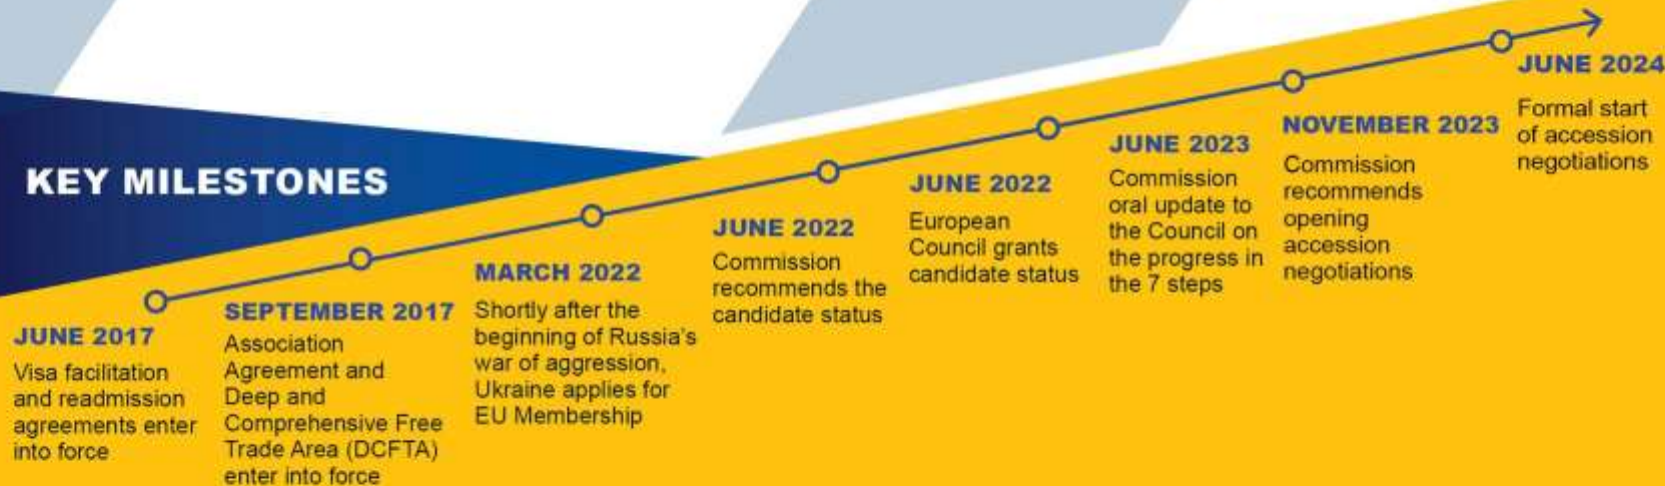 KEY MILESTONES
JUNE 2017
Visa facilitation
and readmission
agreements enter
into force
SEPTEMBER 2017
Association
Agreement and
Deep and
Comprehensive Free
Trade Area (DCFTA)
enter into force
MARCH 2022
Shortly after the
beginning of Russia's
war of aggression,
Ukraine applies for
EU Membership
JUNE 2022
Commission
recommends the
candidate status
JUNE 2022
European
Council grants
candidate status
JUNE 2023
Commission
oral update to
the Council on
the progress in
the 7 steps
NOVEMBER 2023
Commission
recommends
opening
accession
negotiations
JUNE 2024
Formal start
of accession
negotiations